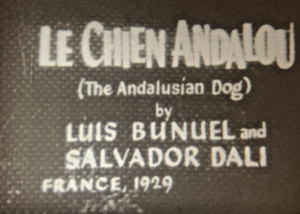 LE CHIEN ANDALOU
(The Andalusian Dog)
by
LUIS BUNUEL and
SALVADOR DALI
FRANCE, 1929